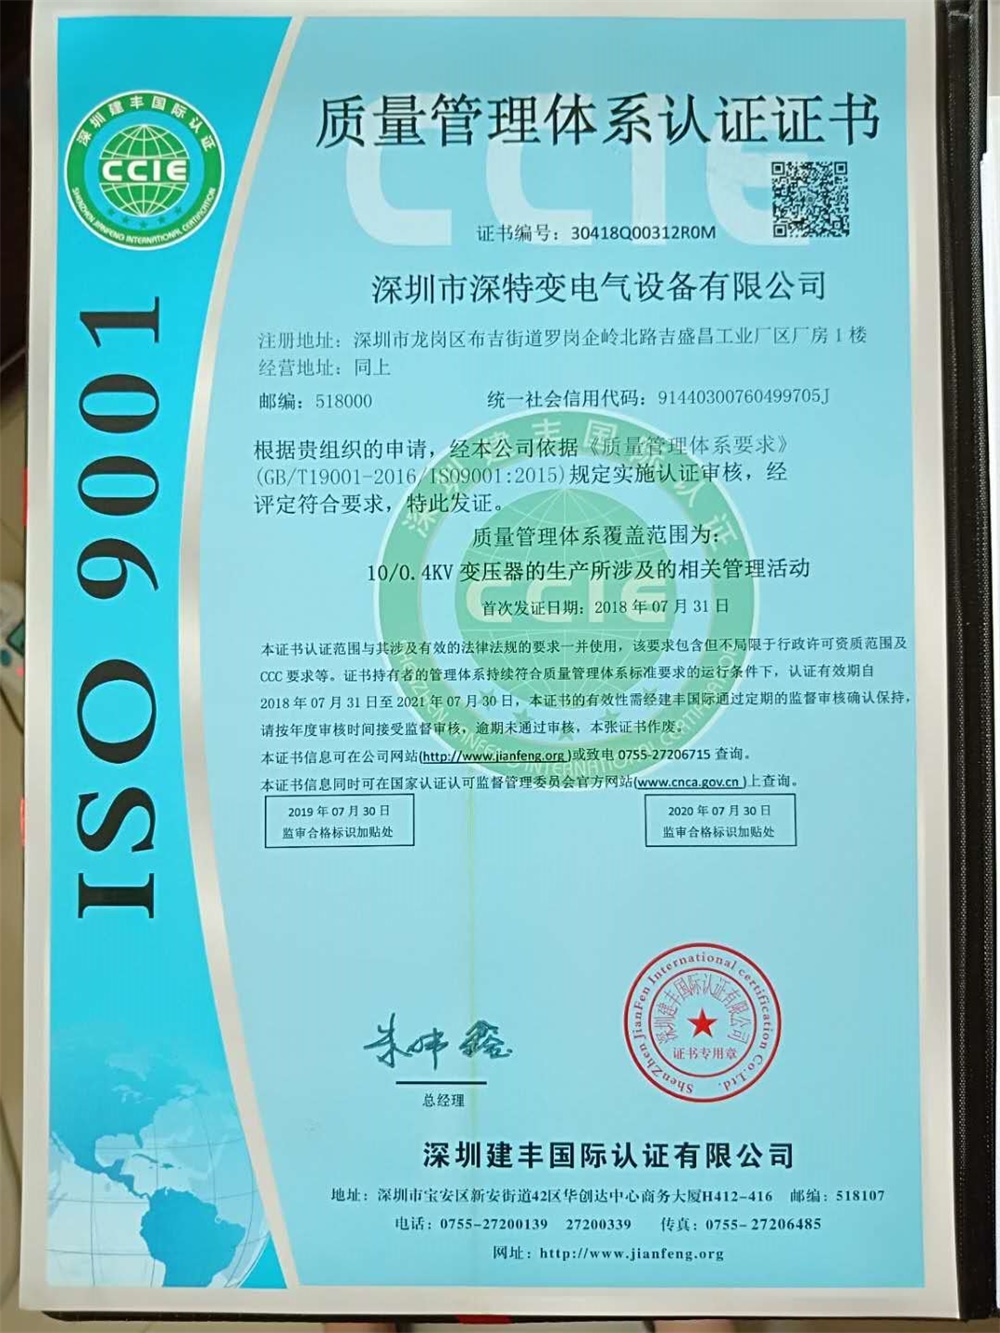 深圳建丰国际认证
CCIE
SHENZHEN JIANFENG INTERNATIONAL CERTIFICATION
ISO 9001
质量管理体系认证证书
证书编号：30418Q00312R0M
深圳市深特变电气设备有限公司
注册地址：深圳市龙岗区布吉街道罗岗企岭北路吉盛昌工业厂区厂房1楼
经营地址：同上
邮编：518000 统一社会信用代码：91440300760499705J
根据贵组织的申请，经本公司依据《质量管理体系要求》
(GB/T19001-2016/ISO9001:2015)规定实施认证审核，经
评定符合要求，特此发证。
质量管理体系覆盖范围为：
10/0.4KV变压器的生产所涉及的相关管理活动
首次发证日期：2018年07月31日
本证书认证范围与其涉及有效的法律法规的要求一并使用，该要求包含但不局限于行政许可资质范围及
CCC要求等。证书持有者的管理体系持续符合质量管理体系标准要求的运行条件下，认证有效期自
2018年07月31日至2021年07月30日，本证书的有效性需经建丰国际通过定期的监督审核确认保持，
请按年度审核时间接受监督审核，逾期未通过审核，本张证书作废。
本证书信息可在公司网站(http://www.jianfeng.org)或致电0755-27206715查询。
本证书信息同时可在国家认证认可监督管理委员会官方网站(www.cnca.gov.cn)上查询。
2019年07月30日
监审合格标识加贴处
2020年07月30日
监审合格标识加贴处
ShenZhen JianFen International certification Co.Ltd.
深圳建丰国际认证有限公司
证书专用章
总经理
深圳建丰国际认证有限公司
地址：深圳市宝安区新安街道42区华创达中心商务大厦H412-416 邮编：518107
电话：0755-27200139 27200339 传真：0755-27206485
网址：http://www.jianfeng.org